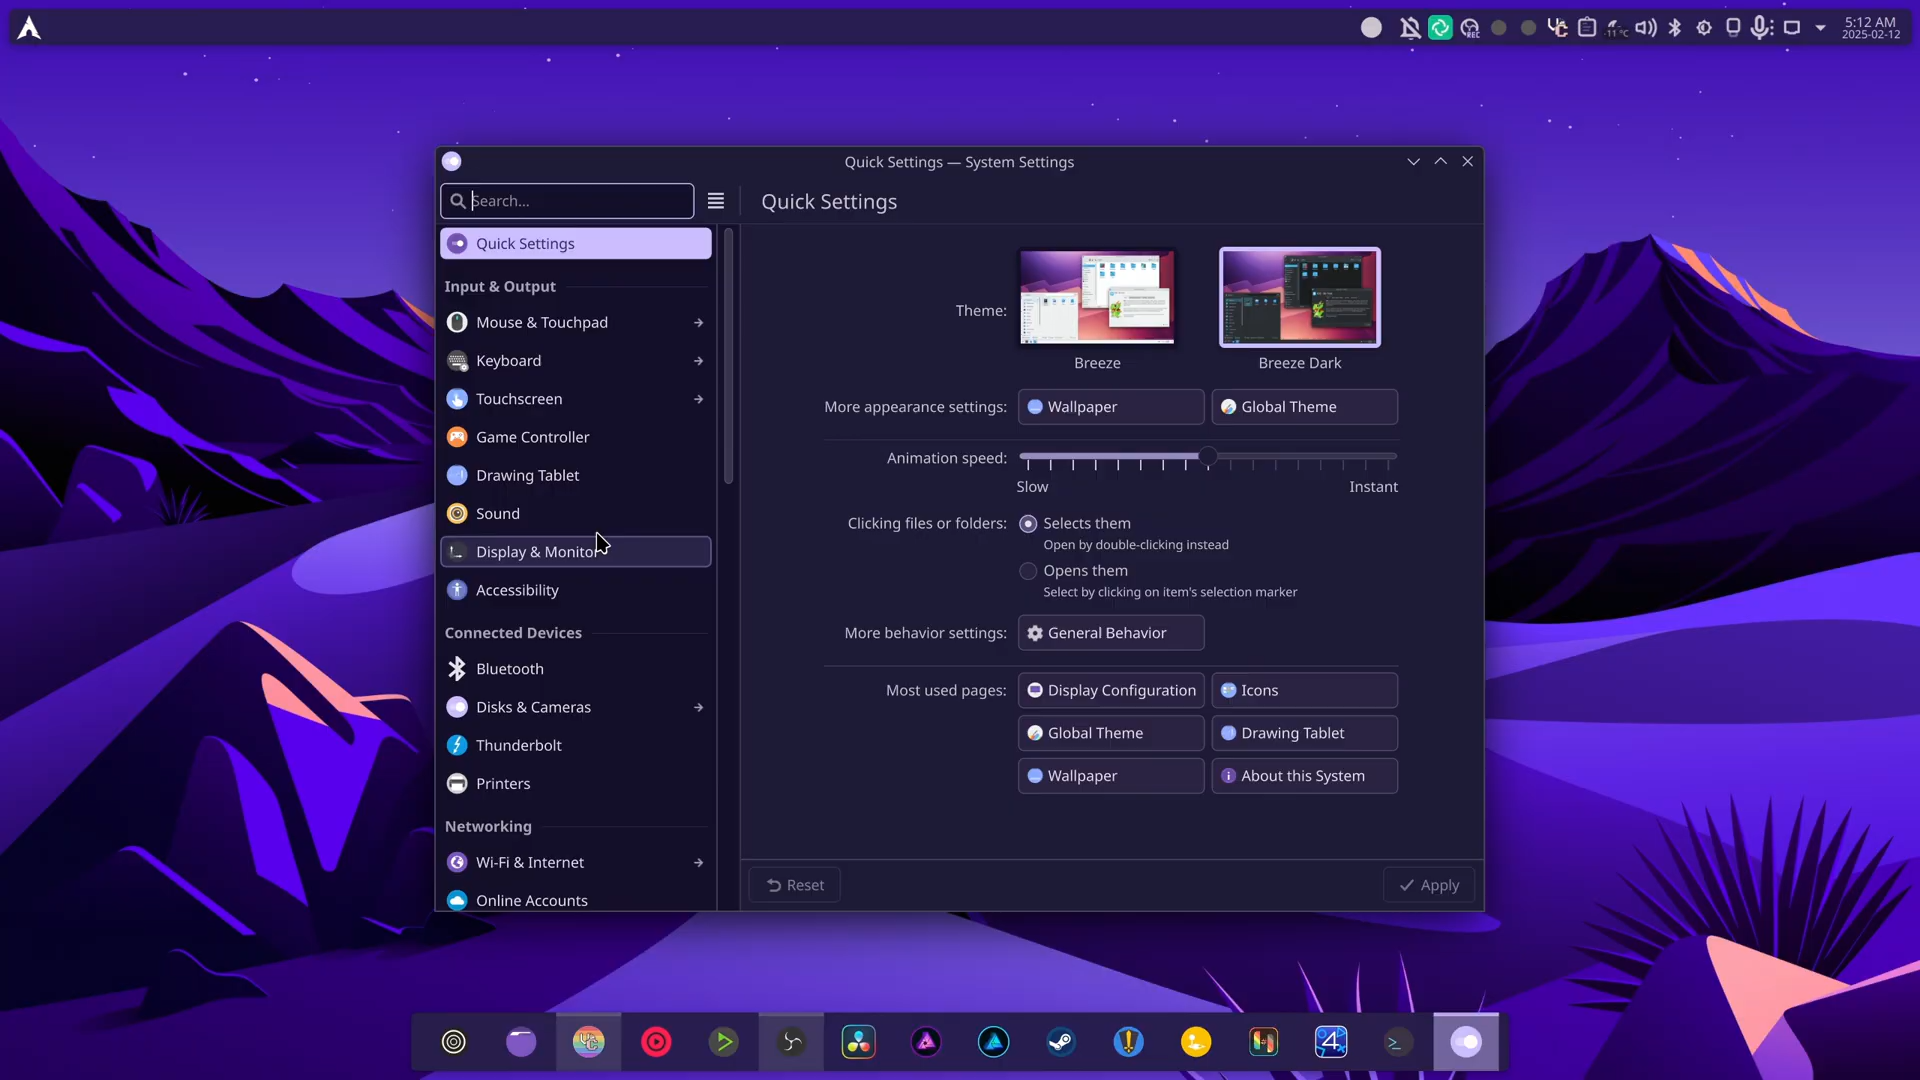 5:12 AM
REC
-11 °C
2025-02-12
Quick Settings — System Settings
Search...
Quick Settings
Quick Settings
Input & Output
Mouse & Touchpad
Keyboard
Touchscreen
Game Controller
Drawing Tablet
Sound
Display & Monitor
Accessibility
Connected Devices
Bluetooth
Disks & Cameras
Thunderbolt
Printers
Networking
Wi-Fi & Internet
Online Accounts
Theme:
Breeze
Breeze Dark
More appearance settings:
Wallpaper
Global Theme
Animation speed:
Slow
Instant
Clicking files or folders:
Selects them
Open by double-clicking instead
Opens them
Select by clicking on item's selection marker
More behavior settings:
General Behavior
Most used pages:
Display Configuration
Icons
Global Theme
Drawing Tablet
Wallpaper
About this System
Reset
Apply